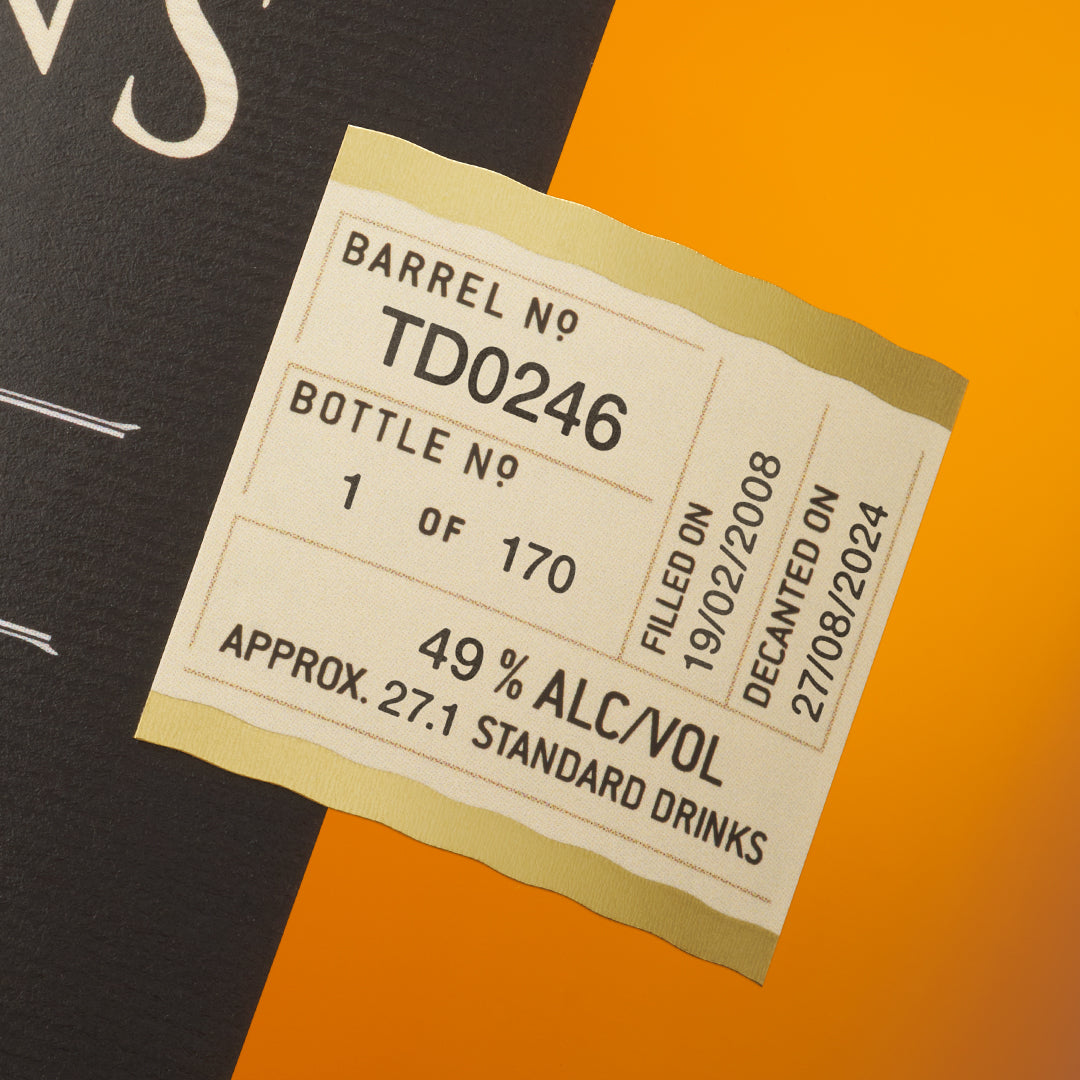 S
BARREL Nº
TD0246
BOTTLE Nº
1 OF 170
FILLED ON
19/02/2008
DECANTED ON
27/08/2024
49 % ALC/VOL
APPROX. 27.1 STANDARD DRINKS